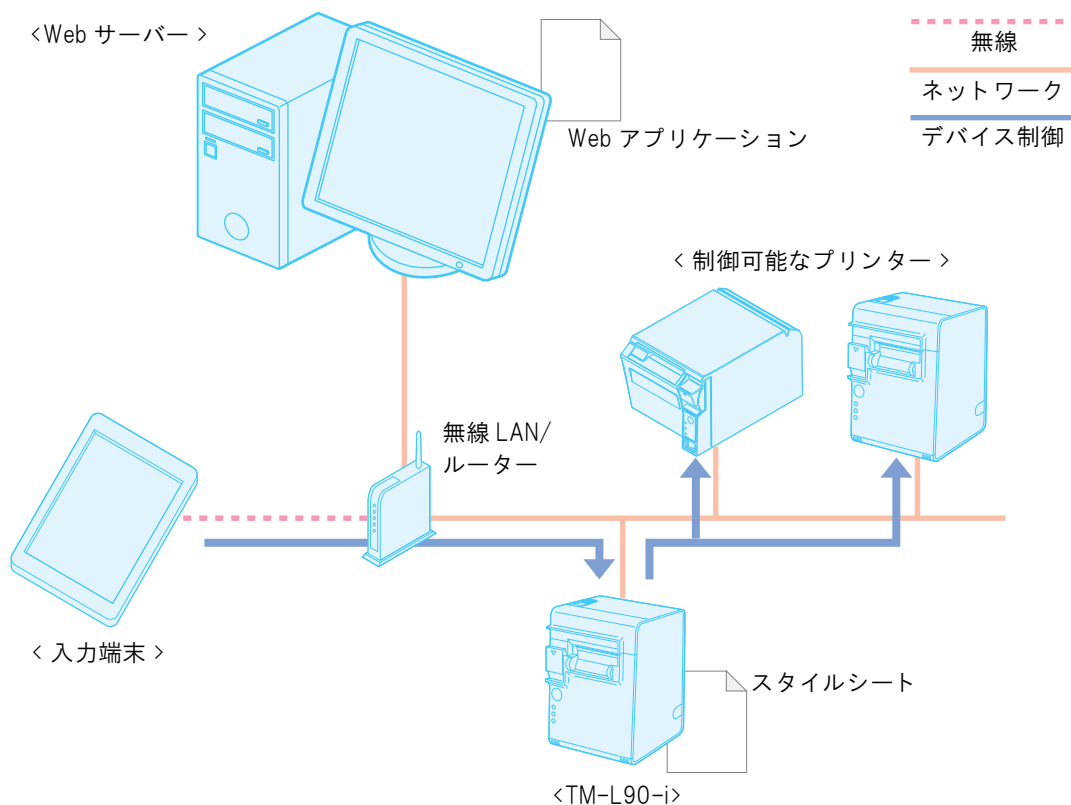 <Web サーバー >
無線
ネットワーク
デバイス制御
Web アプリケーション
< 制御可能なプリンター >
無線 LAN/
ルーター
< 入力端末 >
スタイルシート
<TM-L90-i>